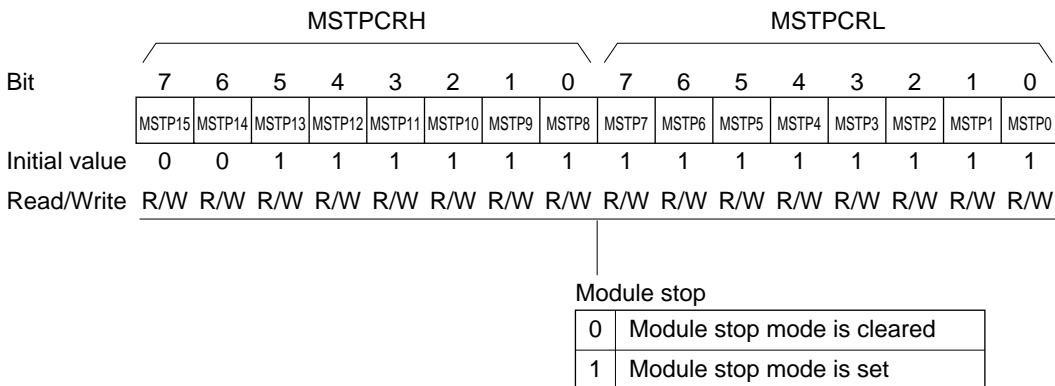 MSTPCRH MSTPCRL
Bit 7 6 5 4 3 2 1 0 7 6 5 4 3 2 1 0
MSTP15 MSTP14 MSTP13 MSTP12 MSTP11 MSTP10 MSTP9 MSTP8 MSTP7 MSTP6 MSTP5 MSTP4 MSTP3 MSTP2 MSTP1 MSTP0
Initial value 0 0 1 1 1 1 1 1 1 1 1 1 1 1 1 1
Read/Write R/W R/W R/W R/W R/W R/W R/W R/W R/W R/W R/W R/W R/W R/W R/W R/W
Module stop
0 Module stop mode is cleared
1 Module stop mode is set